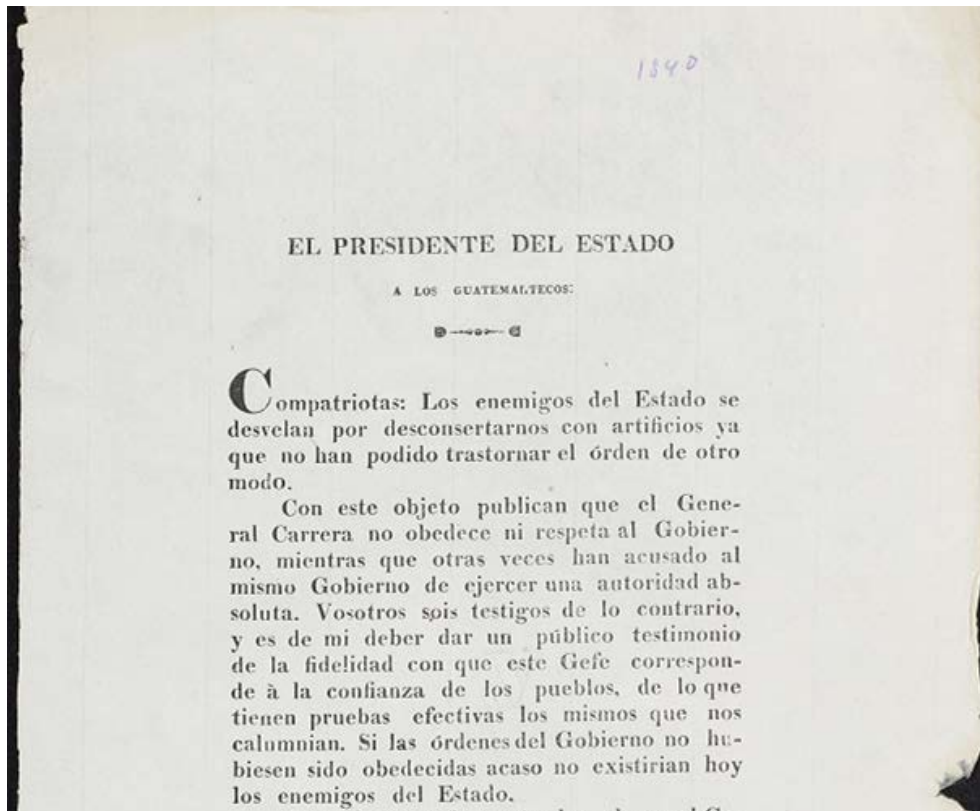 1840
EL PRESIDENTE DEL ESTADO
A LOS GUATEMALTECOS:
Compatriotas: Los enemigos del Estado se
desvelan por desconsertarnos con artificios ya
que no han podido trastornar el órden de otro
modo.
Con este objeto publican que el Gene-
ral Carrera no obedece ni respeta al Gobier-
no, mientras que otras veces han acusado al
mismo Gobierno de ejercer una autoridad ab-
soluta. Vosotros sois testigos de lo contrario,
y es de mi deber dar un público testimonio
de la fidelidad con que este Gefe correspon-
de à la confianza de los pueblos, de lo que
tienen pruebas efectivas los mismos que nos
calumnian. Si las órdenes del Gobierno no hu-
biesen sido obedecidas acaso no existirian hoy
los enemigos del Estado.